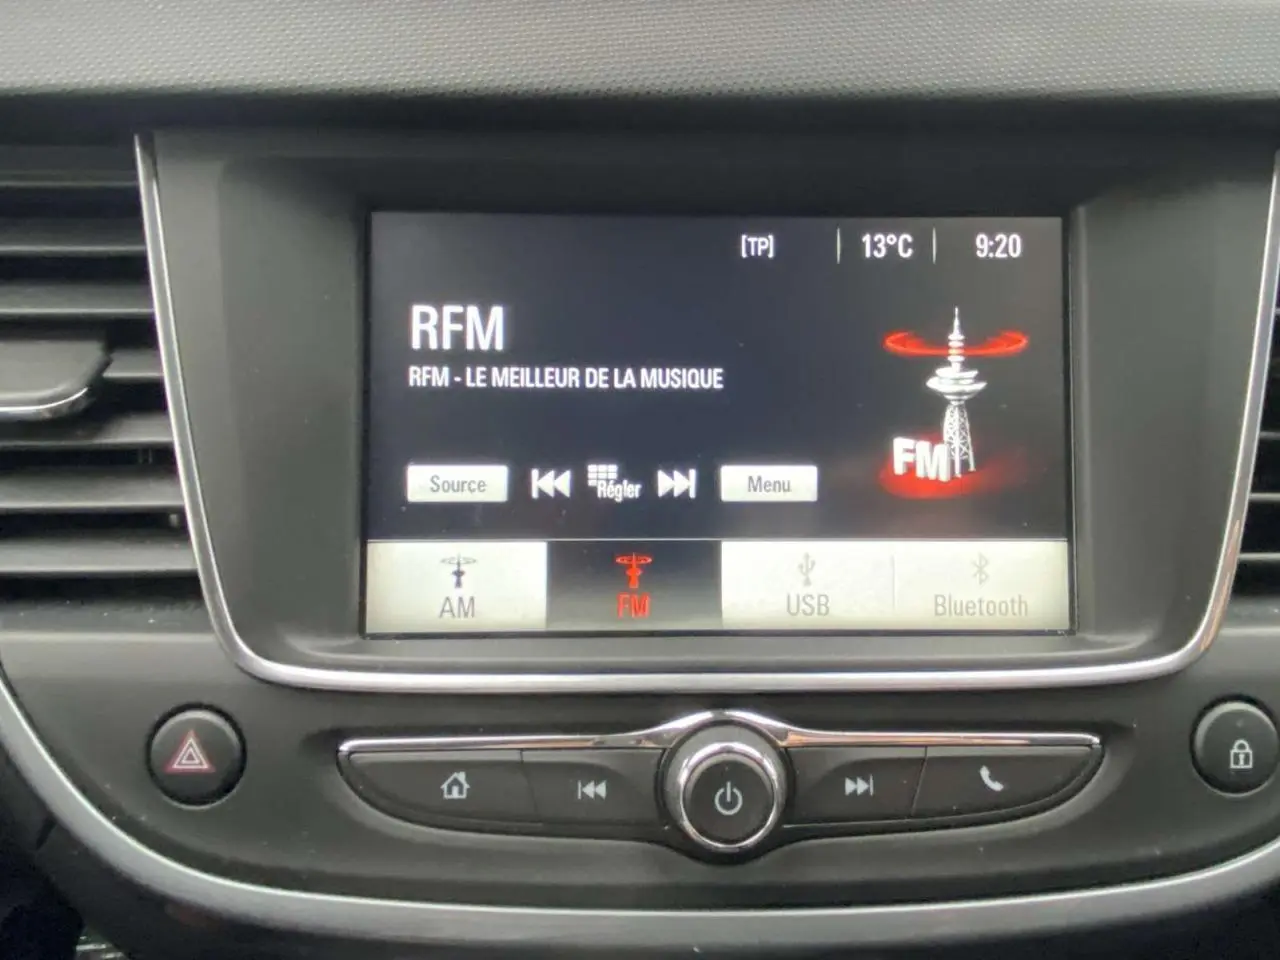 [TP] 13°C 9:20
RFM
RFM - LE MEILLEUR DE LA MUSIQUE
Source Régler Menu
FM
AM FM USB Bluetooth